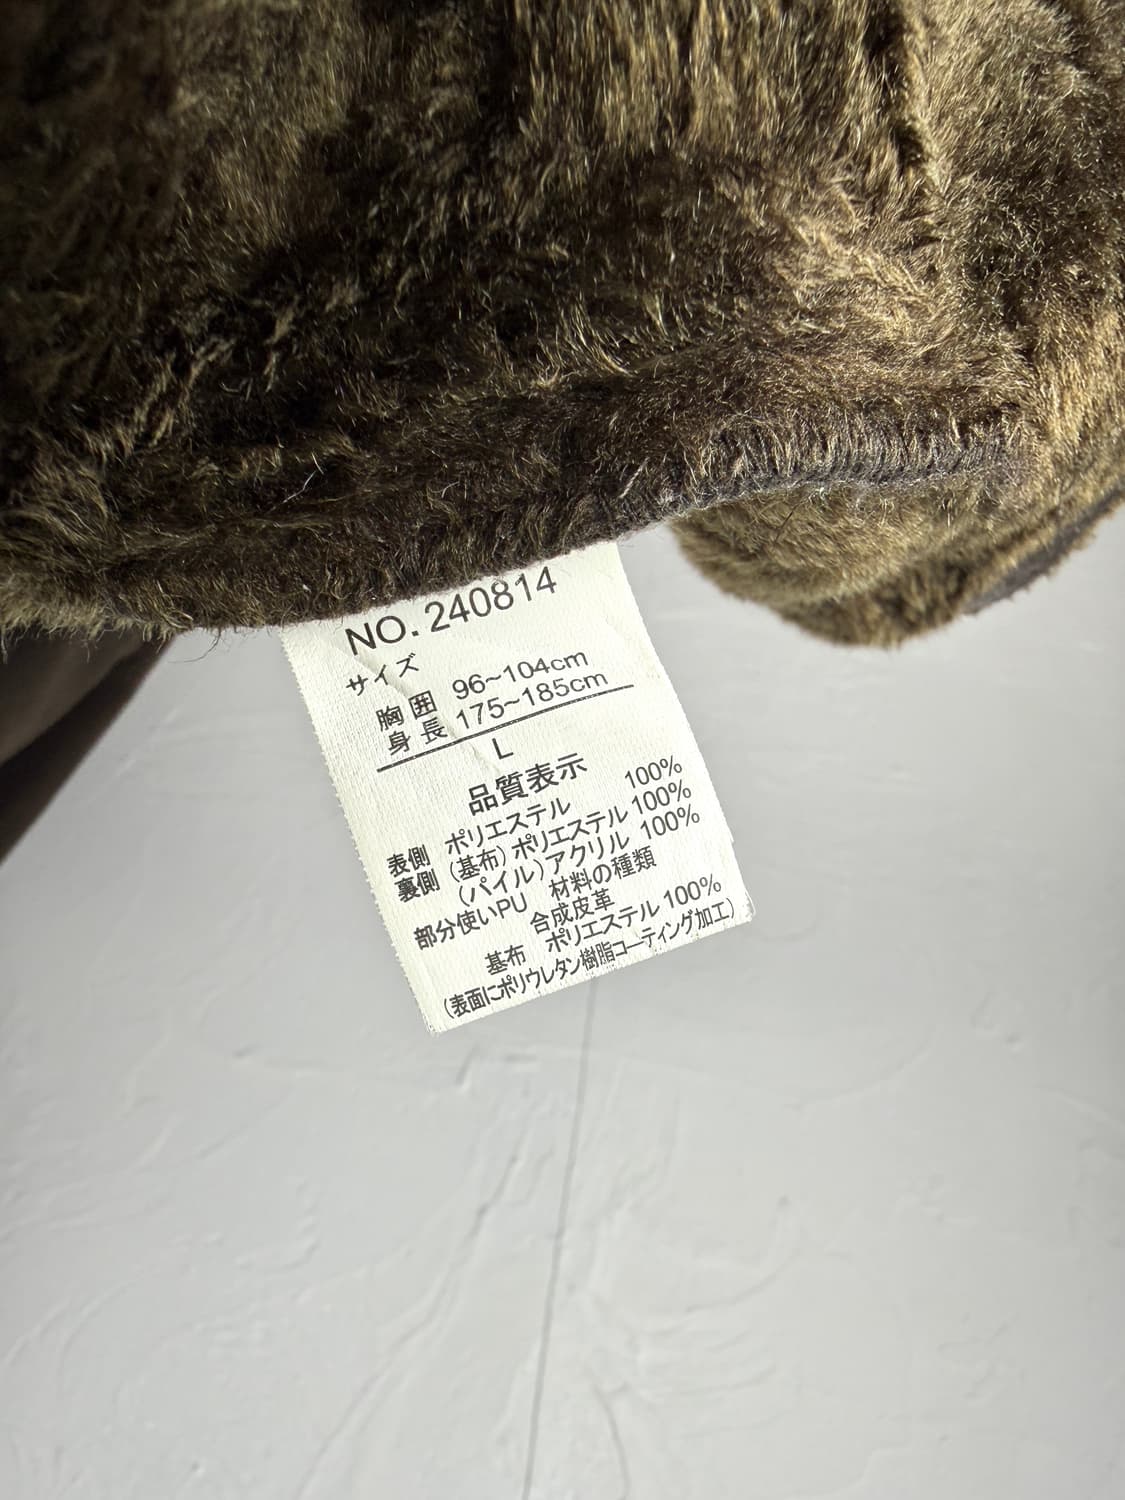 NO. 240814
サイズ
胸囲 96~104cm
身長 175~185cm
L
品質表示
表側 ポリエステル 100%
裏側 (基布) ポリエステル 100%
(パイル) アクリル 100%
部分使いPU 材料の種類
合成皮革
基布 ポリエステル 100%
(表面にポリウレタン樹脂コーティング加工)